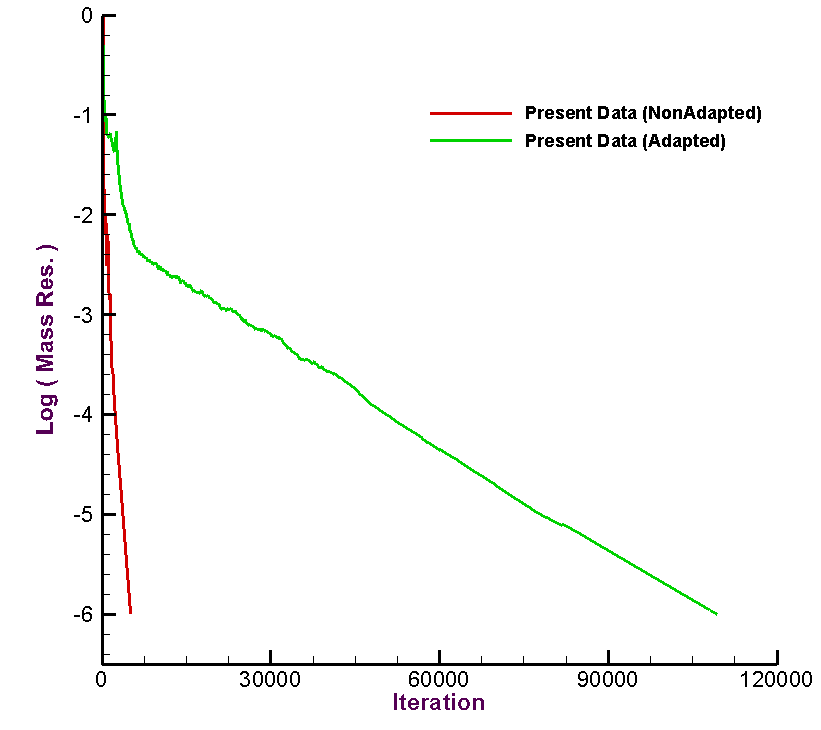 0
-1
Present Data (NonAdapted)
Present Data (Adapted)
-2
-3
Log ( Mass Res. )
-4
-5
-6
0 30000 60000 90000 120000
Iteration